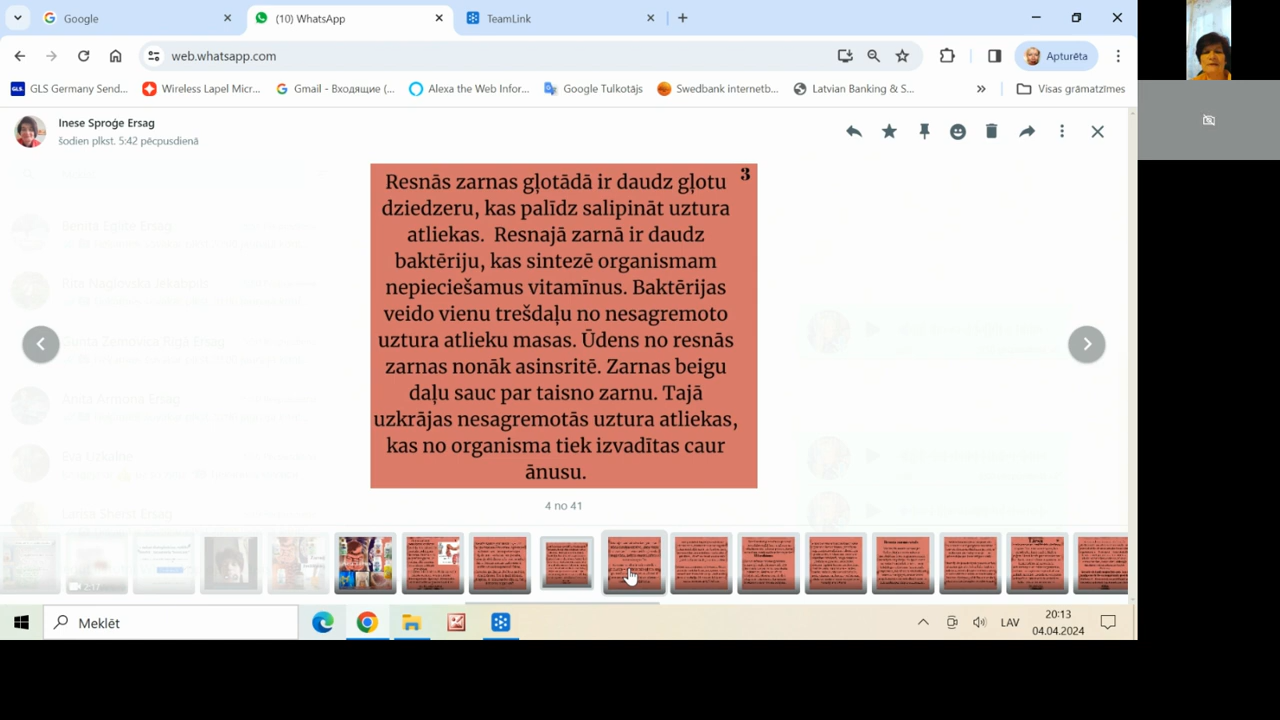 Google
(10) WhatsApp
TeamLink
web.whatsapp.com
Apturēta
GLS Germany Send...
Wireless Lapel Micr...
Gmail - Входящие (...
Alexa the Web Infor...
Google Tulkotājs
Swedbank internetb...
Latvian Banking & S...
»
Visas grāmatzīmes
Inese Sproģe Ersag
šodien plkst. 5:42 pēcpusdienā
3
Resnās zarnas gļotādā ir daudz gļotu
dziedzeru, kas palīdz salipināt uztura
atliekas. Resnajā zarnā ir daudz
baktēriju, kas sintezē organismam
nepieciešamus vitamīnus. Baktērijas
veido vienu trešdaļu no nesagremoto
uztura atlieku masas. Ūdens no resnās
zarnas nonāk asinsritē. Zarnas beigu
daļu sauc par taisno zarnu. Tajā
uzkrājas nesagremotās uztura atliekas,
kas no organisma tiek izvadītas caur
ānusu.
4 no 41
Meklēt
LAV
20:13
04.04.2024